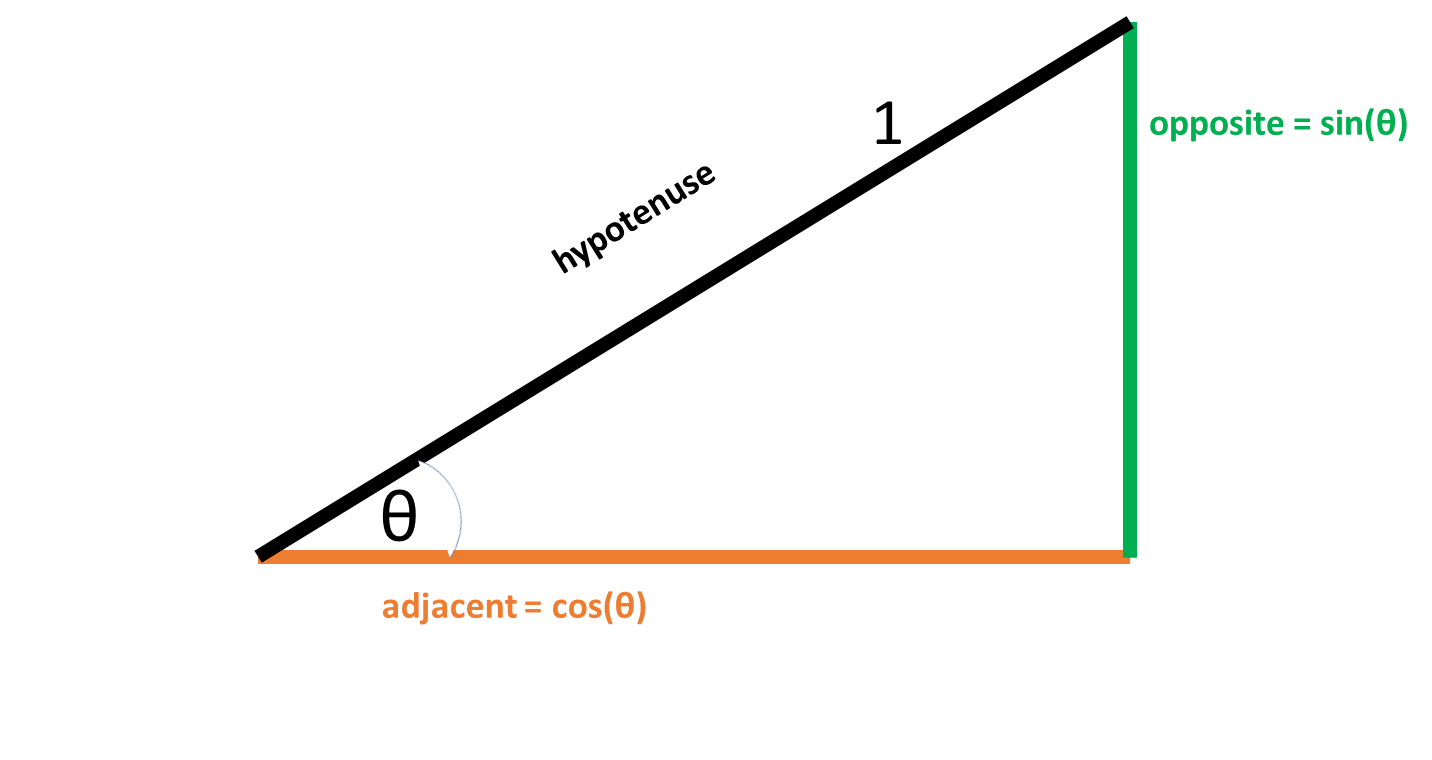 1
opposite = sin(θ)
hypotenuse
θ
adjacent = cos(θ)